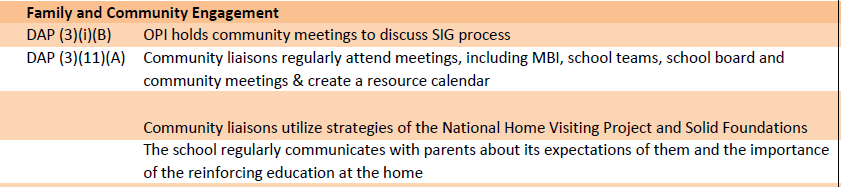 Family and Community Engagement
DAP (3)(i)(B) OPI holds community meetings to discuss SIG process
DAP (3)(11)(A) Community liaisons regularly attend meetings, including MBI, school teams, school board and
community meetings & create a resource calendar
Community liaisons utilize strategies of the National Home Visiting Project and Solid Foundations
The school regularly communicates with parents about its expectations of them and the importance
of the reinforcing education at the home